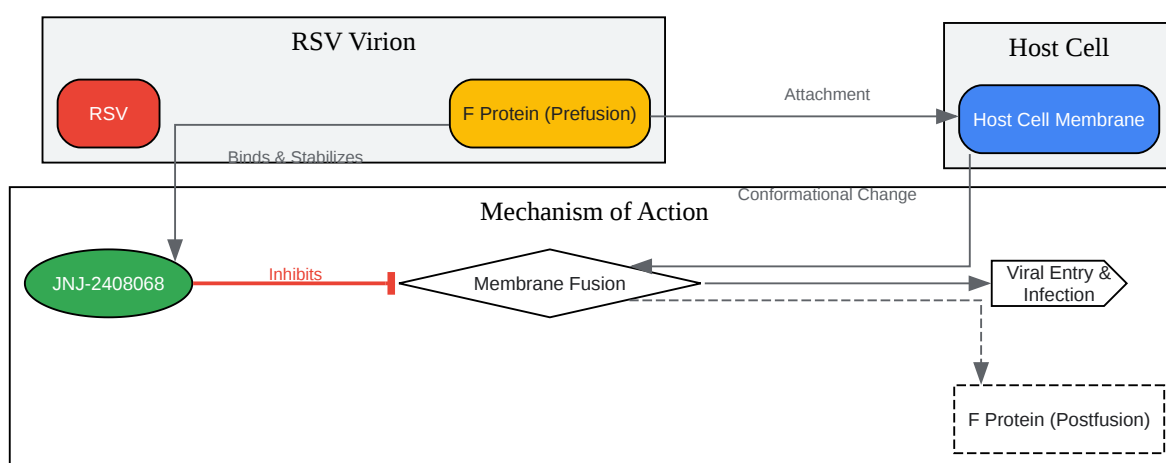 RSV Virion
Host Cell
RSV
F Protein (Prefusion)
Attachment
Host Cell Membrane
Binds & Stabilizes
Conformational Change
Mechanism of Action
JNJ-2408068
Inhibits
Membrane Fusion
Viral Entry &
Infection
F Protein (Postfusion)